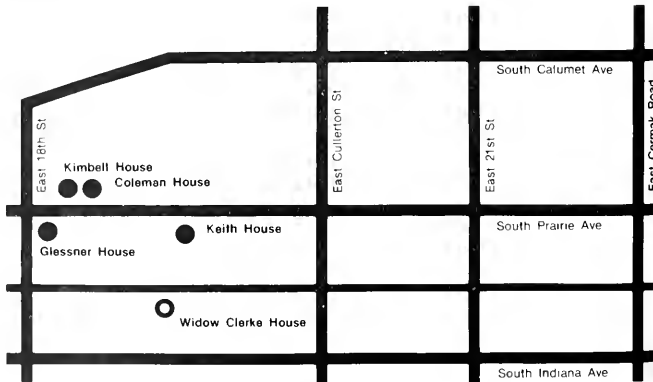 South Calumet Ave
East 18th St
East Cullerton St
East 21st St
East Cermak Road
Kimbell House
Coleman House
Keith House
South Prairie Ave
Glessner House
Widow Clerke House
South Indiana Ave